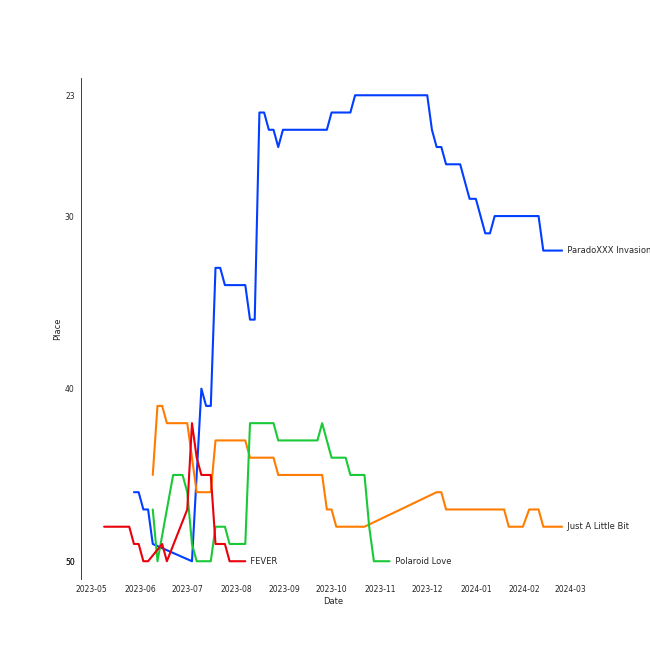 23
30
ParadoXXX Invasion
Place
40
Just A Little Bit
50
FEVER
Polaroid Love
2023-05 2023-06 2023-07 2023-08 2023-09 2023-10 2023-11 2023-12 2024-01 2024-02 2024-03
Date